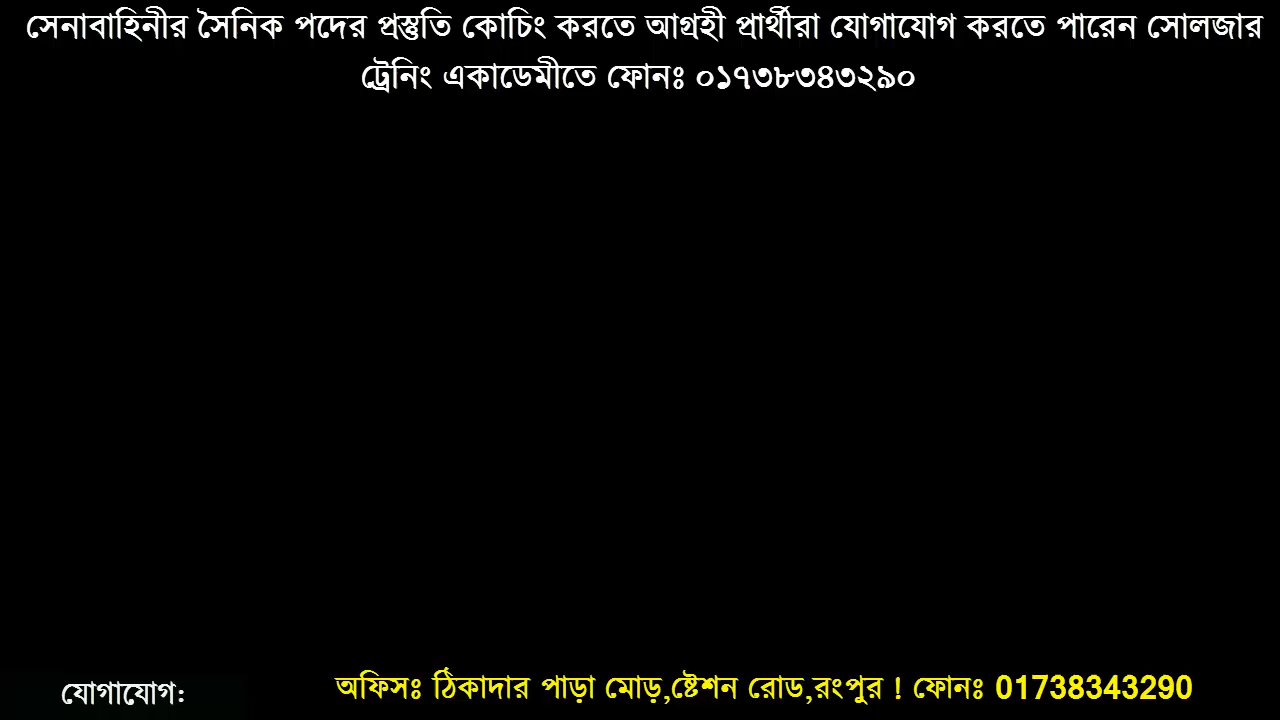 সেনাবাহিনীর সৈনিক পদের প্রস্তুতি কোচিং করতে আগ্রহী প্রার্থীরা যোগাযোগ করতে পারেন সোলজার
ট্রেনিং একাডেমীতে ফোনঃ ০১৭৩৮৩৪৩২৯০
যোগাযোগ: অফিসঃ ঠিকাদার পাড়া মোড়,ষ্টেশন রোড,রংপুর ! ফোনঃ 01738343290